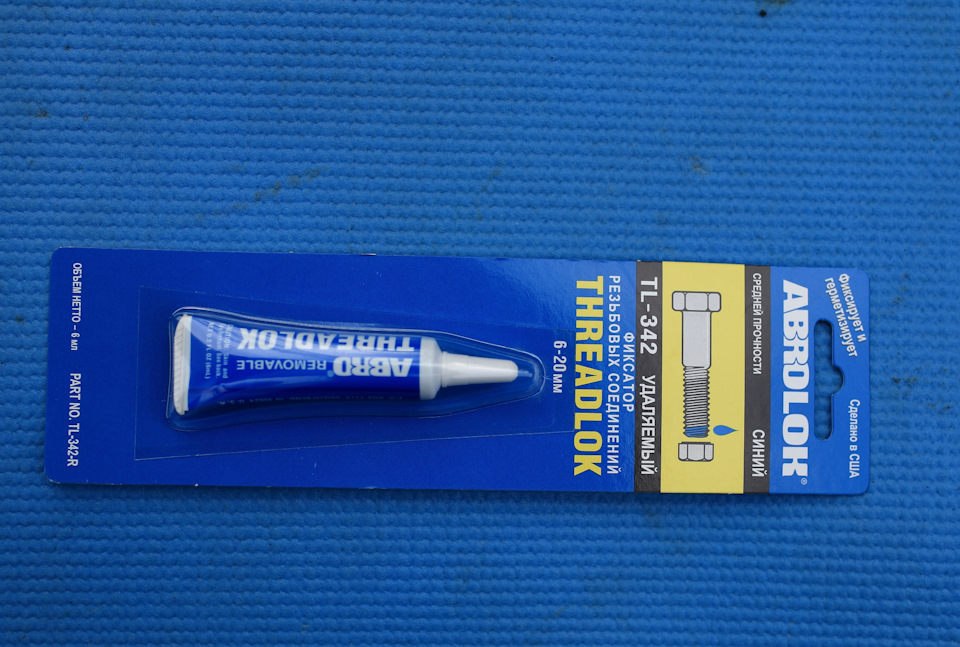 Фиксирует и
герметизирует
Сделано в США
ABROLOK®
СРЕДНЕЙ ПРОЧНОСТИ
СИНИЙ
TL-342 УДАЛЯЕМЫЙ
ФИКСАТОР
РЕЗЬБОВЫХ СОЕДИНЕНИЙ
THREADLOK
6-20 мм
ABRO®
REMOVABLE
THREADLOK
ОБЪЕМ НЕТТО – 6 мл
PART NO. TL-342-R